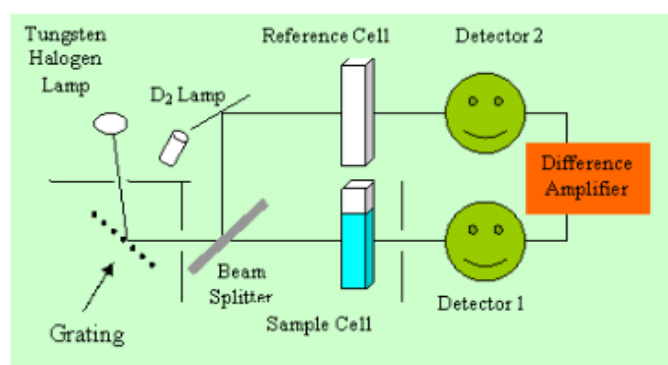 Tungsten
Halogen
Lamp
D₂ Lamp
Reference Cell
Detector 2
Difference
Amplifier
Beam
Splitter
Sample Cell
Detector 1
Grating